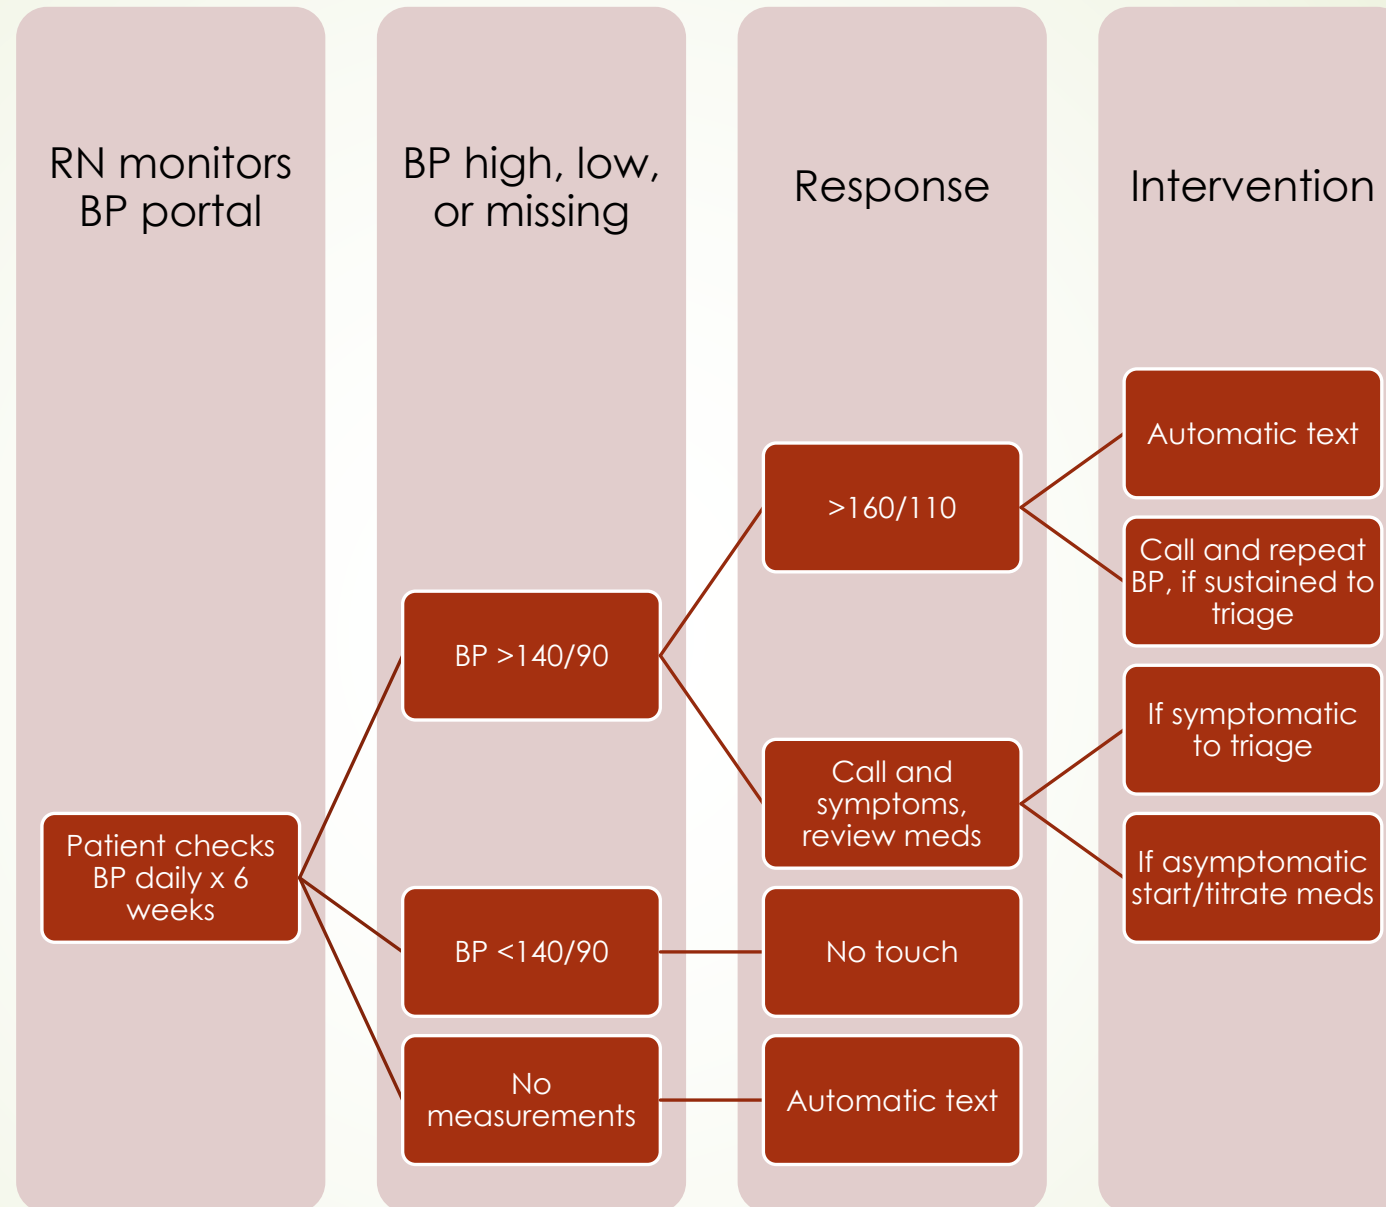 RN monitors
BP portal
BP high, low,
or missing
Response
Intervention
Patient checks
BP daily x 6
weeks
BP >140/90
BP <140/90
No
measurements
>160/110
Call and
symptoms,
review meds
No touch
Automatic text
Automatic text
Call and repeat
BP, if sustained to
triage
If symptomatic
to triage
If asymptomatic
start/titrate meds